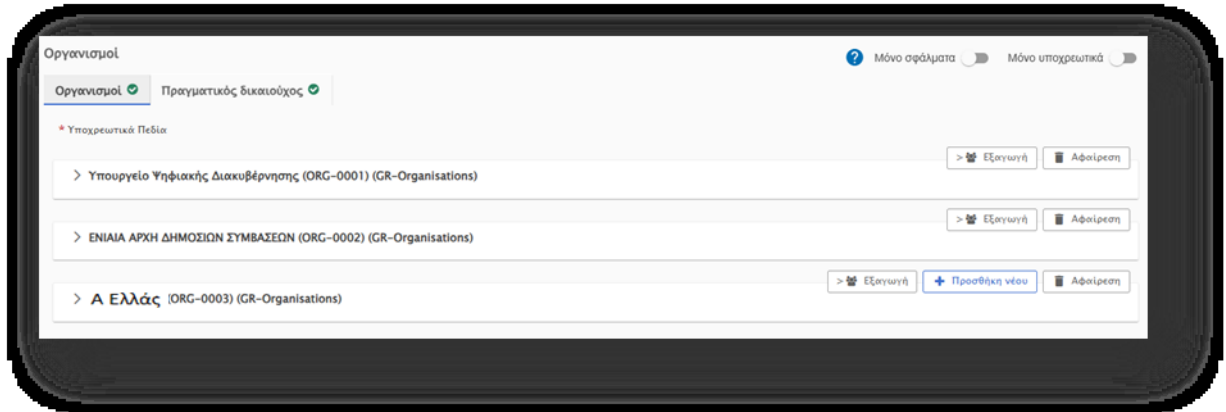 Οργανισμοί
? Μόνο σφάλματα Μόνο υποχρεωτικά
Οργανισμοί Πραγματικός δικαιούχος
* Υποχρεωτικά Πεδία
> Εξαγωγή Αφαίρεση
> Υπουργείο Ψηφιακής Διακυβέρνησης (ORG-0001) (GR-Organisations)
> Εξαγωγή Αφαίρεση
> ΕΝΙΑΙΑ ΑΡΧΗ ΔΗΜΟΣΙΩΝ ΣΥΜΒΑΣΕΩΝ (ORG-0002) (GR-Organisations)
> Εξαγωγή + Προσθήκη νέου Αφαίρεση
> Α Ελλάς (ORG-0003) (GR-Organisations)